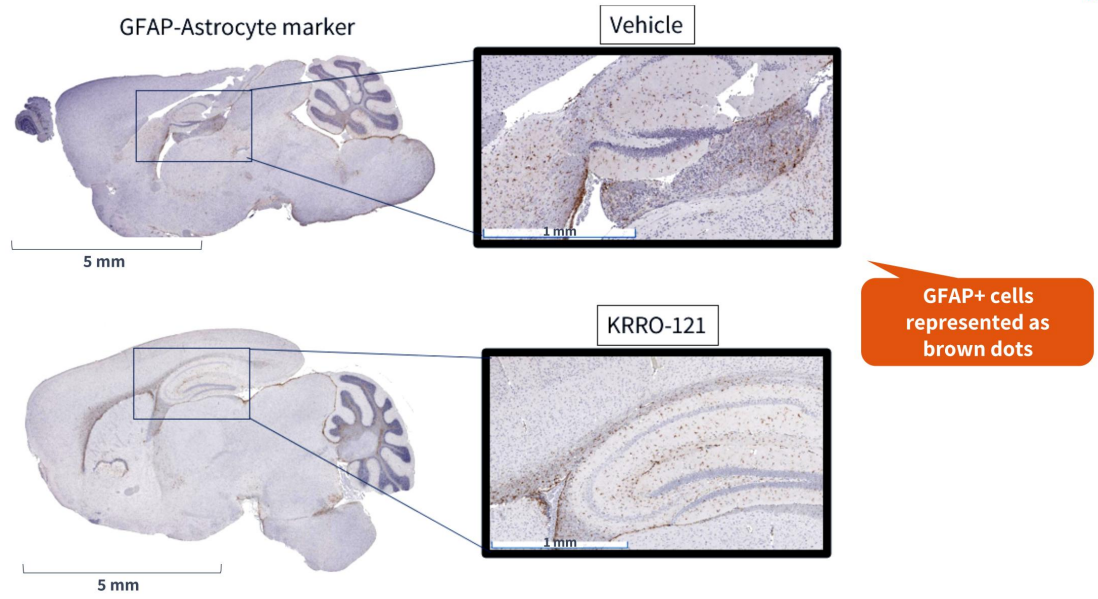 GFAP-Astrocyte marker
Vehicle
1 mm
5 mm
GFAP+ cells
represented as
brown dots
KRRO-121
1 mm
5 mm